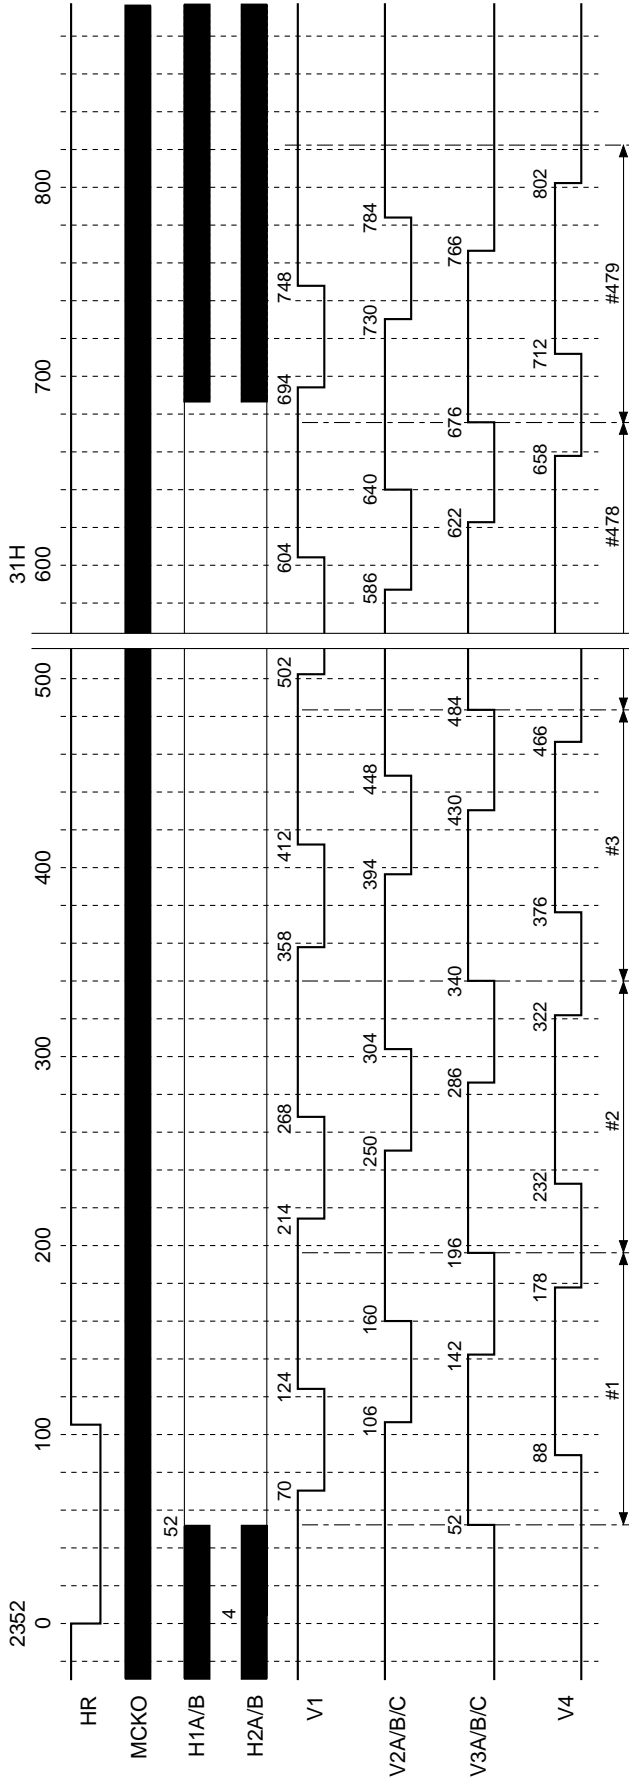 31H
2352
0 100 200 300 400 500 600 700 800
HR
MCKO
H1A/B
52
H2A/B
4
V1
70 124 214 268 358 412 502 604 694 748
V2A/B/C
106 160 250 304 394 448 586 640 730 784
V3A/B/C
52 142 196 286 340 430 484 622 676 766
V4
88 178 232 322 376 466 658 712 802
#1 #2 #3 #478 #479